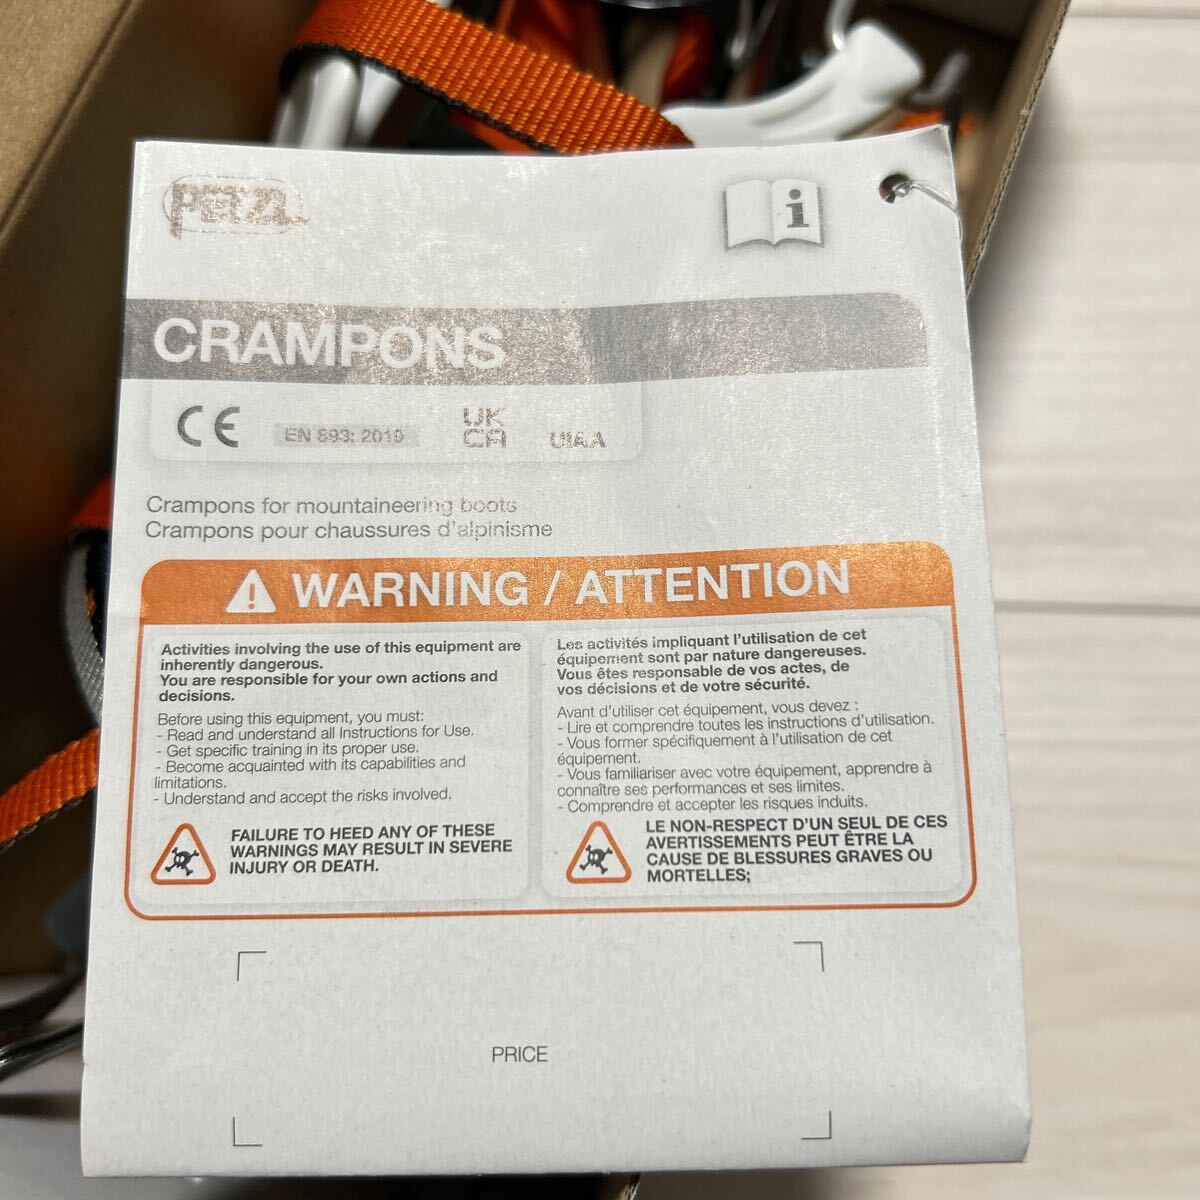 PETZL
i
CRAMPONS
CE
EN 893: 2019
UK
CA
UIAA
Crampons for mountaineering boots
Crampons pour chaussures d'alpinisme
WARNING / ATTENTION
Activities involving the use of this equipment are
inherently dangerous.
You are responsible for your own actions and
decisions.
Before using this equipment, you must:
- Read and understand all Instructions for Use.
- Get specific training in its proper use.
- Become acquainted with its capabilities and
limitations.
- Understand and accept the risks involved.
FAILURE TO HEED ANY OF THESE
WARNINGS MAY RESULT IN SEVERE
INJURY OR DEATH.
Les activités impliquant l'utilisation de cet
équipement sont par nature dangereuses.
Vous êtes responsable de vos actes, de
vos décisions et de votre sécurité.
Avant d'utiliser cet équipement, vous devez :
- Lire et comprendre toutes les instructions d'utilisation.
- Vous former spécifiquement à l'utilisation de cet
équipement.
- Vous familiariser avec votre équipement, apprendre à
connaître ses performances et ses limites.
- Comprendre et accepter les risques induits.
LE NON-RESPECT D'UN SEUL DE CES
AVERTISSEMENTS PEUT ÊTRE LA
CAUSE DE BLESSURES GRAVES OU
MORTELLES;
PRICE